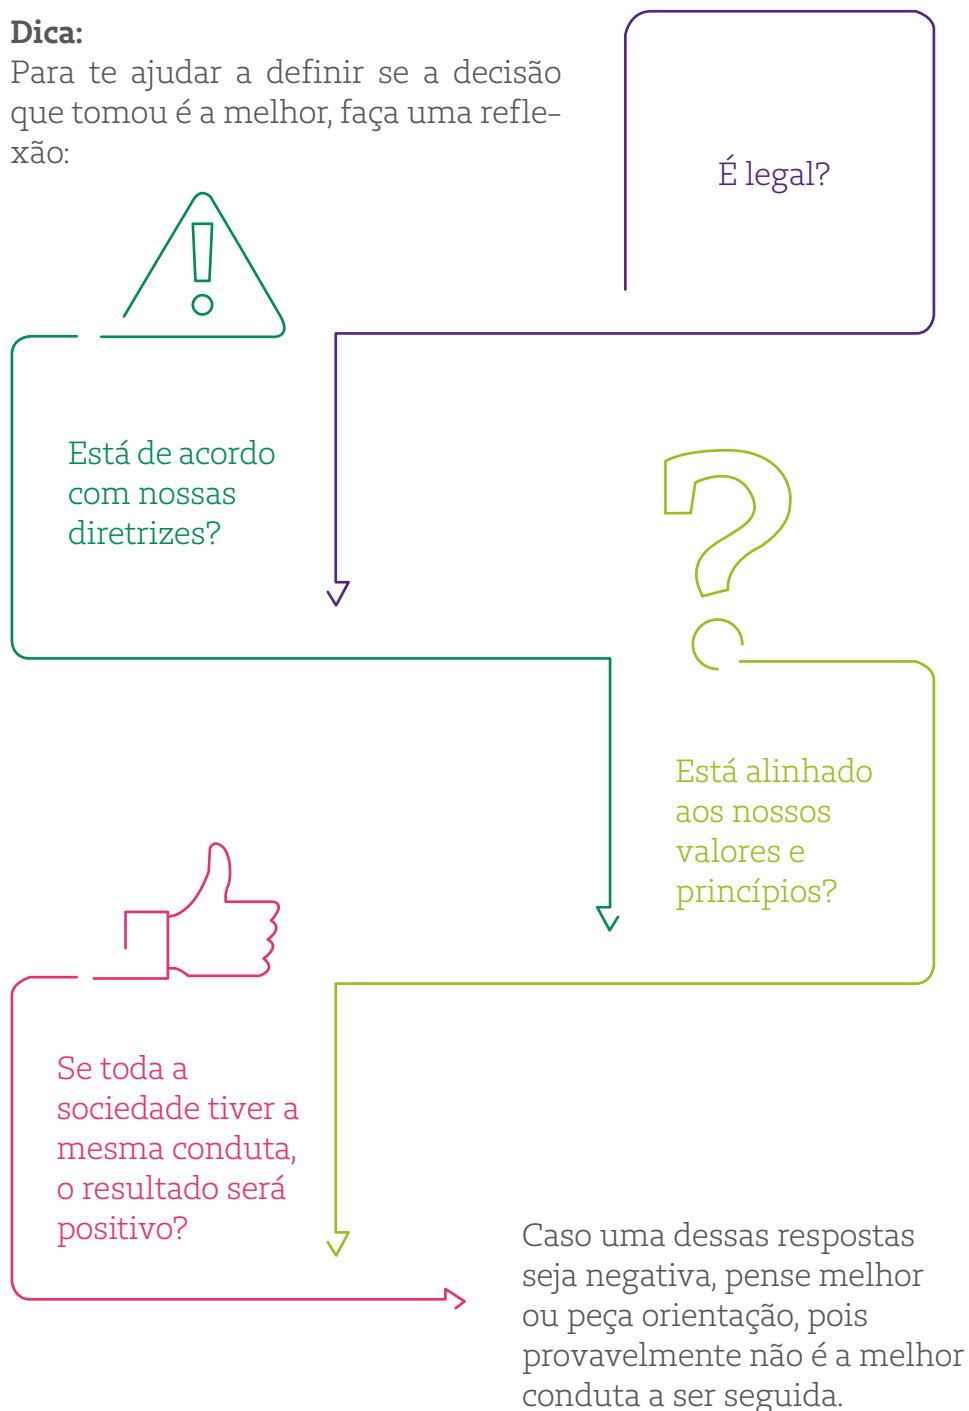 Dica:
Para te ajudar a definir se a decisão
que tomou é a melhor, faça uma refle-
xão:
É legal?
Está de acordo
com nossas
diretrizes?
Está alinhado
aos nossos
valores e
princípios?
Se toda a
sociedade tiver a
mesma conduta,
o resultado será
positivo?
Caso uma dessas respostas
seja negativa, pense melhor
ou peça orientação, pois
provavelmente não é a melhor
conduta a ser seguida.